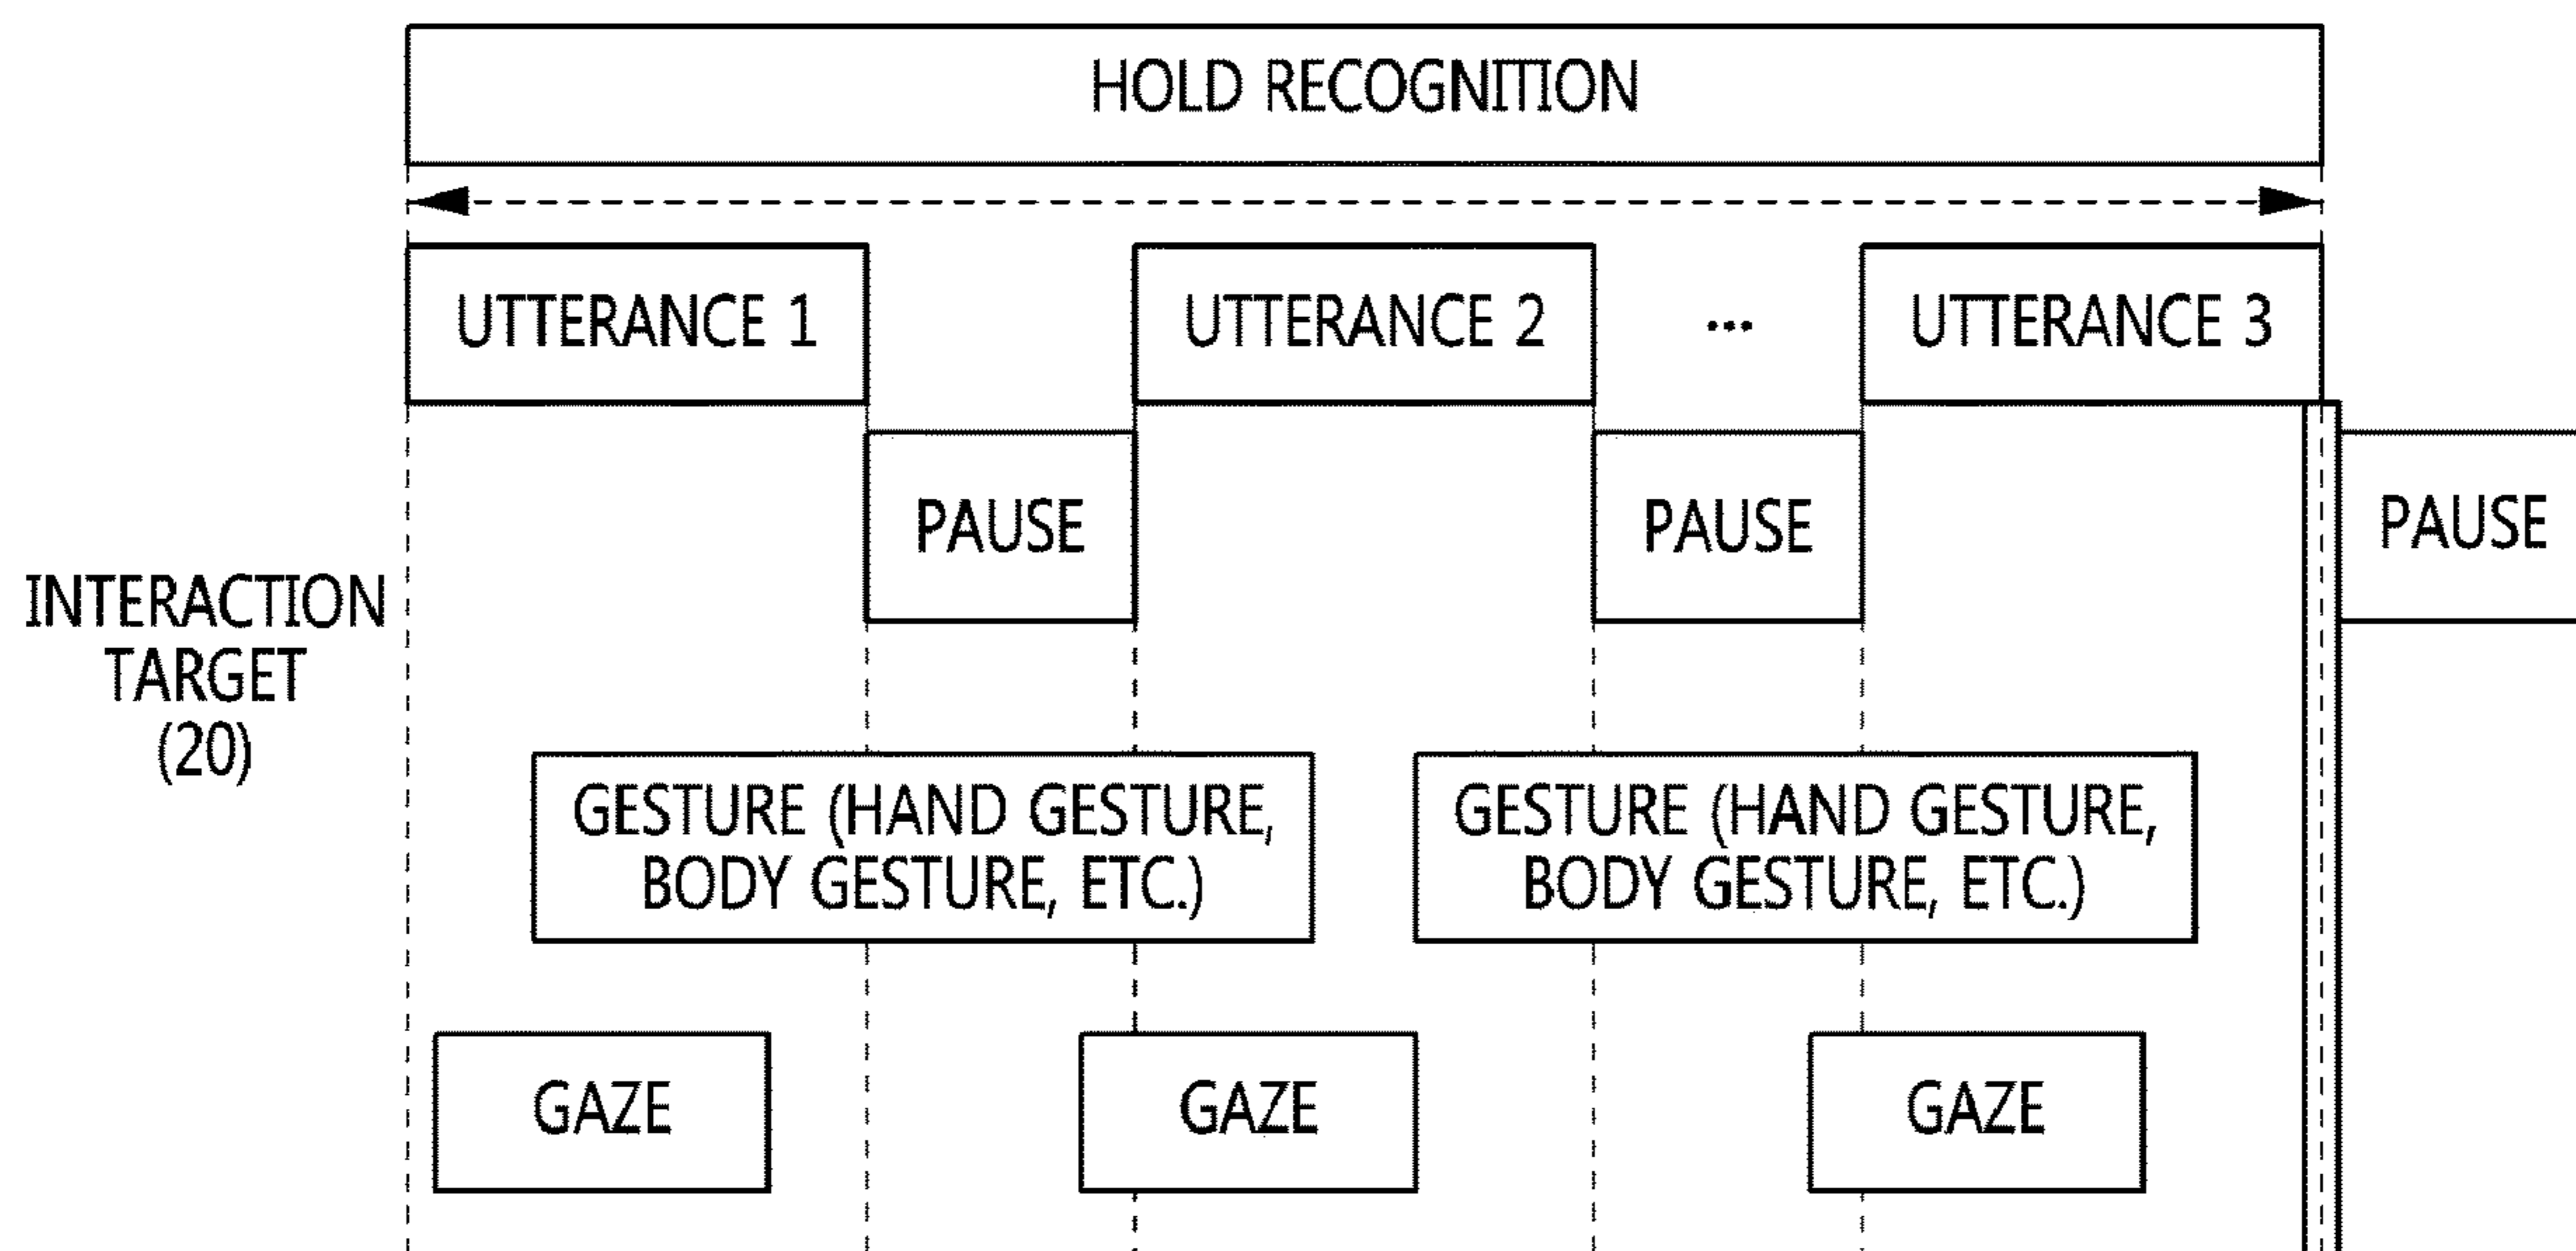 HOLD RECOGNITION
UTTERANCE 1
UTTERANCE 2
...
UTTERANCE 3
PAUSE
PAUSE
PAUSE
INTERACTION
TARGET
(20)
GESTURE (HAND GESTURE,
BODY GESTURE, ETC.)
GESTURE (HAND GESTURE,
BODY GESTURE, ETC.)
GAZE
GAZE
GAZE